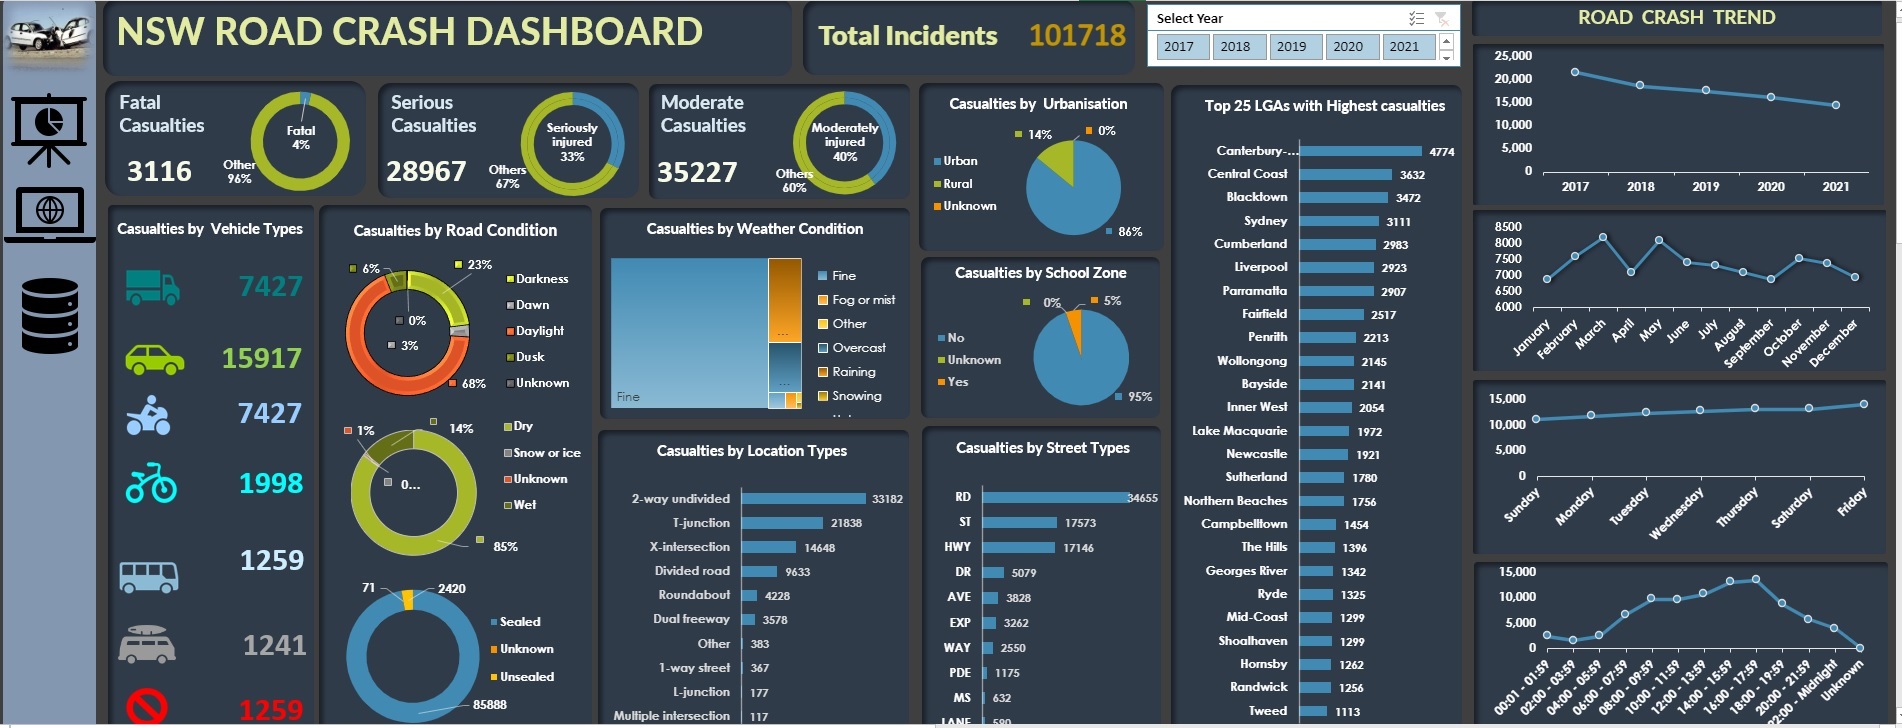 NSW ROAD CRASH DASHBOARD
Total Incidents 101718
Select Year
2017 2018 2019 2020 2021
ROAD CRASH TREND
Fatal
Casualties
3116
Fatal
4%
Other
96%
Serious
Casualties
28967
Seriously
injured
33%
Others
67%
Moderate
Casualties
35227
Moderately
injured
40%
Others
60%
Casualties by Urbanisation
14%
0%
Urban
Rural
Unknown
86%
Top 25 LGAs with Highest casualties
Canterbury-... 4774
Central Coast 3632
Blacktown 3472
Sydney 3111
Cumberland 2983
Liverpool 2923
Parramatta 2907
Fairfield 2517
Penrith 2213
Wollongong 2145
Bayside 2141
Inner West 2054
Lake Macquarie 1972
Newcastle 1921
Sutherland 1780
Northern Beaches 1756
Campbelltown 1454
The Hills 1396
Georges River 1342
Ryde 1325
Mid-Coast 1299
Shoalhaven 1299
Hornsby 1262
Randwick 1256
Tweed 1113
Casualties by Vehicle Types
7427
15917
7427
1998
1259
1241
1259
Casualties by Road Condition
6%
23%
0%
3%
68%
Darkness
Dawn
Daylight
Dusk
Unknown
1%
14%
0...
85%
Dry
Snow or ice
Unknown
Wet
71
2420
85888
Sealed
Unknown
Unsealed
Casualties by Weather Condition
Fine
...
...
Fine
Fog or mist
Other
Overcast
Raining
Snowing
Casualties by School Zone
0%
5%
No
Unknown
Yes
95%
Casualties by Location Types
2-way undivided 33182
T-junction 21838
X-intersection 14648
Divided road 9633
Roundabout 4228
Dual freeway 3578
Other 383
1-way street 367
L-junction 177
Multiple intersection 117
Casualties by Street Types
RD 34655
ST 17573
HWY 17146
DR 5079
AVE 3828
EXP 3262
WAY 2550
PDE 1175
MS 632
LANE 590
25,000
20,000
15,000
10,000
5,000
0
2017 2018 2019 2020 2021
8500
8000
7500
7000
6500
6000
January February March April May June July August September October November December
15,000
10,000
5,000
0
Sunday Monday Tuesday Wednesday Thursday Saturday Friday
15,000
10,000
5,000
0
00:01 - 01:59 02:00 - 03:59 04:00 - 05:59 06:00 - 07:59 08:00 - 09:59 10:00 - 11:59 12:00 - 13:59 14:00 - 15:59 16:00 - 17:59 18:00 - 19:59 20:00 - 21:59 22:00 - Midnight Unknown